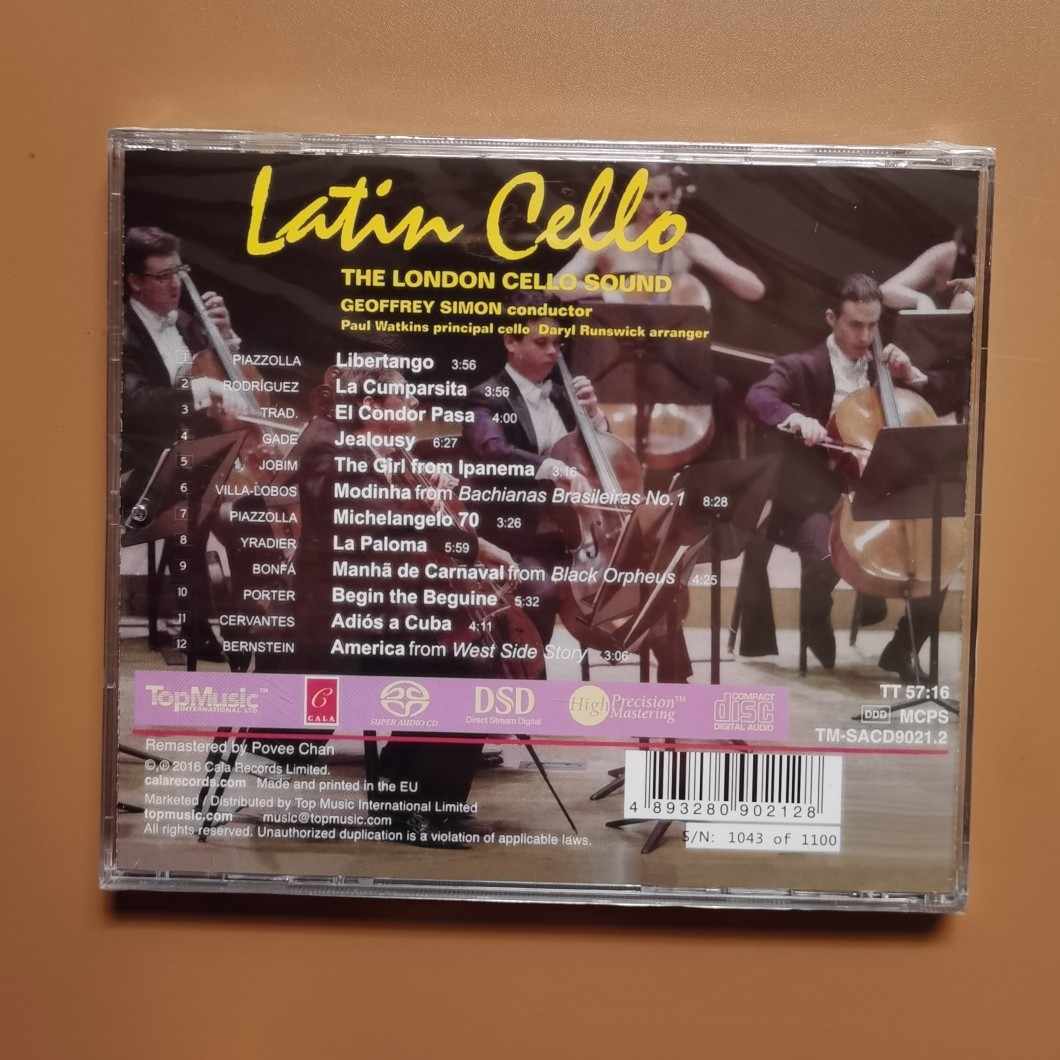 Latin Cello
THE LONDON CELLO SOUND
GEOFFREY SIMON conductor
Paul Watkins principal cello Daryl Runswick arranger
1 PIAZZOLLA Libertango 3:56
2 RODRÍGUEZ La Cumparsita 3:56
3 TRAD. El Condor Pasa 4:00
4 GADE Jealousy 6:27
5 JOBIM The Girl from Ipanema 3:16
6 VILLA-LOBOS Modinha from Bachianas Brasileiras No.1 8:28
7 PIAZZOLLA Michelangelo 70 3:26
8 YRADIER La Paloma 5:59
9 BONFÁ Manhã de Carnaval from Black Orpheus 4:25
10 PORTER Begin the Beguine 5:32
11 CERVANTES Adiós a Cuba 4:11
12 BERNSTEIN America from West Side Story 3:06
TopMusic™
INTERNATIONAL LTD
CALA
SUPER AUDIO CD
DSD
Direct Stream Digital
High Precision™
Mastering
COMPACT
disc
DIGITAL AUDIO
TT 57:16
DDD MCPS
TM-SACD9021.2
Remastered by Povee Chan
©,℗ 2016 Cala Records Limited.
calarecords.com Made and printed in the EU
Marketed / Distributed by Top Music International Limited
topmusic.com music@topmusic.com
All rights reserved. Unauthorized duplication is a violation of applicable laws.
4 893280 902128
S/N: 1043 of 1100